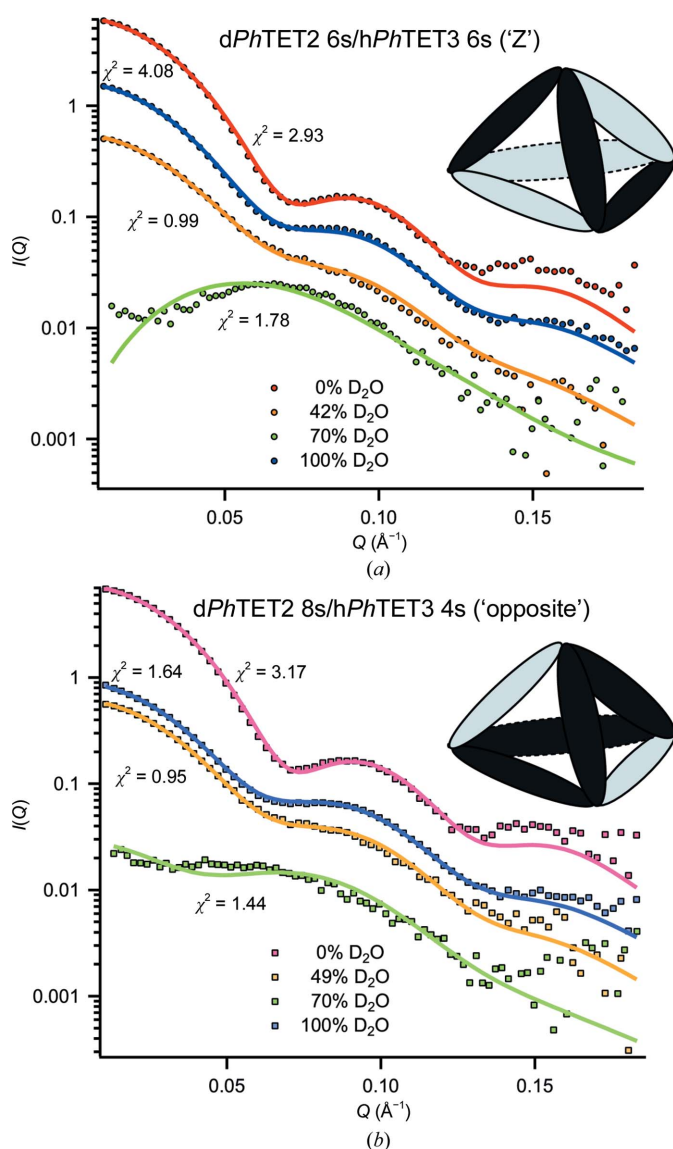 dPhTET2 6s/hPhTET3 6s (‘Z’)
χ² = 4.08
χ² = 2.93
χ² = 0.99
χ² = 1.78
1
0.1
0.01
0.001
I(Q)
0% D₂O
42% D₂O
70% D₂O
100% D₂O
0.05 0.10 0.15
Q (Å⁻¹)
(a)
dPhTET2 8s/hPhTET3 4s (‘opposite’)
χ² = 1.64
χ² = 3.17
χ² = 0.95
χ² = 1.44
1
0.1
0.01
0.001
I(Q)
0% D₂O
49% D₂O
70% D₂O
100% D₂O
0.05 0.10 0.15
Q (Å⁻¹)
(b)